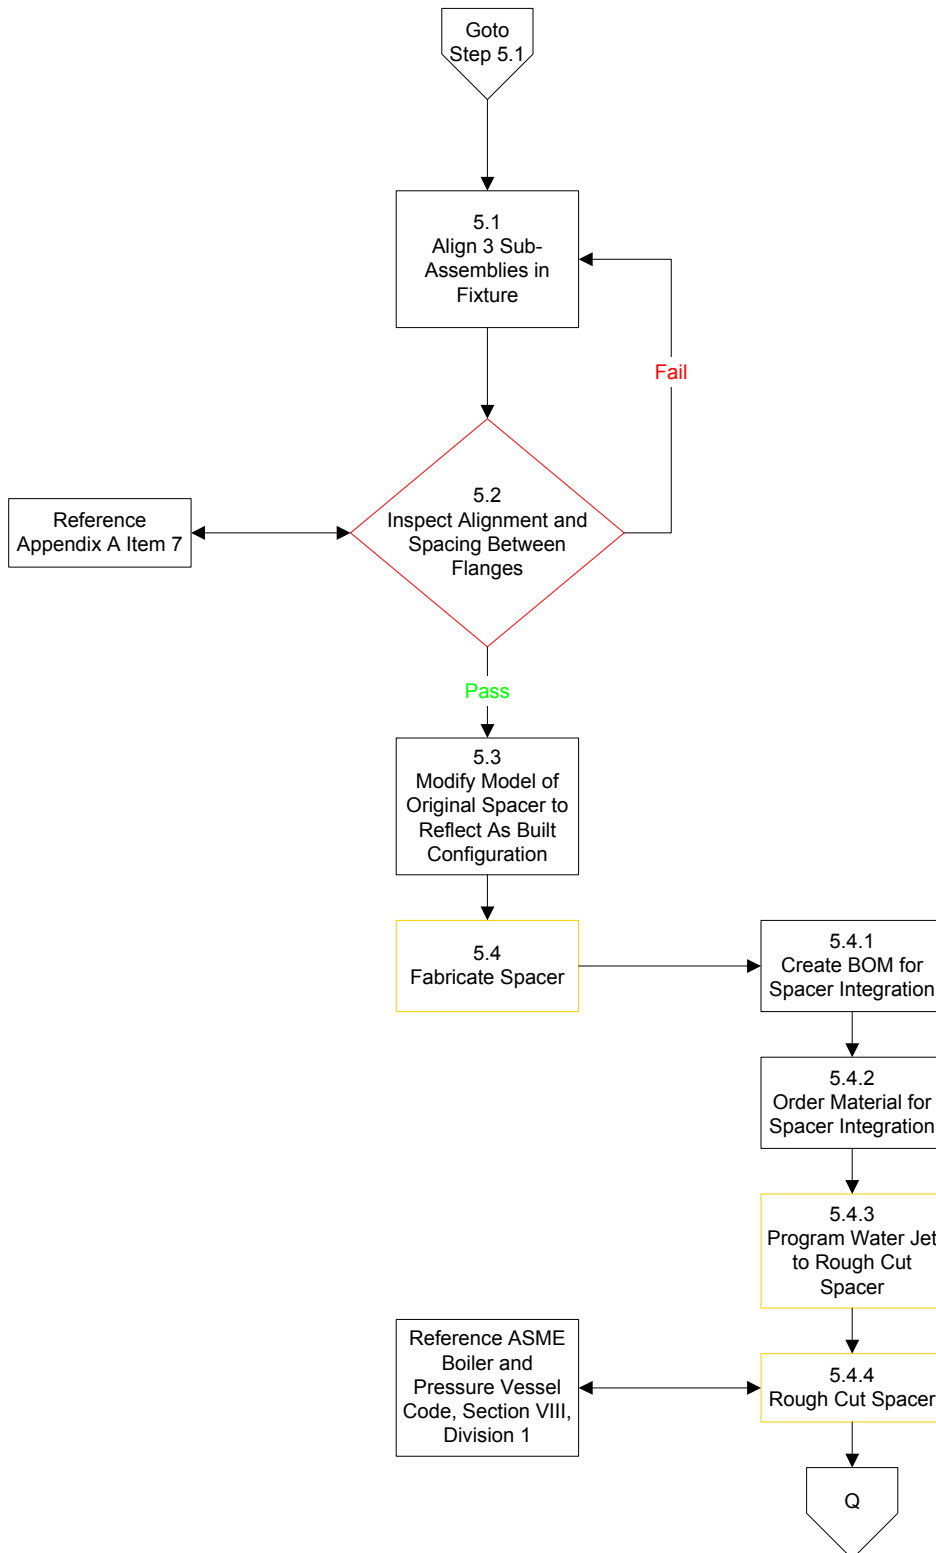 Goto
Step 5.1
5.1
Align 3 Sub-
Assemblies in
Fixture
Fail
5.2
Inspect Alignment and
Spacing Between
Flanges
Reference
Appendix A Item 7
Pass
5.3
Modify Model of
Original Spacer to
Reflect As Built
Configuration
5.4
Fabricate Spacer
5.4.1
Create BOM for
Spacer Integration
5.4.2
Order Material for
Spacer Integration
5.4.3
Program Water Jet
to Rough Cut
Spacer
Reference ASME
Boiler and
Pressure Vessel
Code, Section VIII,
Division 1
5.4.4
Rough Cut Spacer
Q